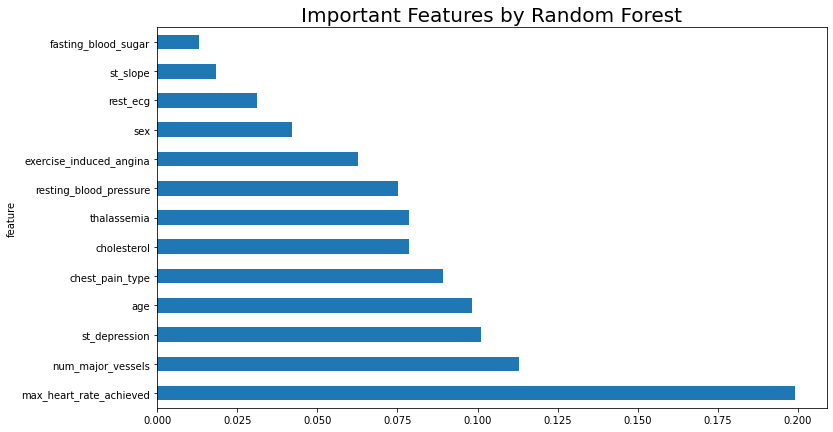 Important Features by Random Forest
feature
fasting_blood_sugar
st_slope
rest_ecg
sex
exercise_induced_angina
resting_blood_pressure
thalassemia
cholesterol
chest_pain_type
age
st_depression
num_major_vessels
max_heart_rate_achieved
0.000 0.025 0.050 0.075 0.100 0.125 0.150 0.175 0.200